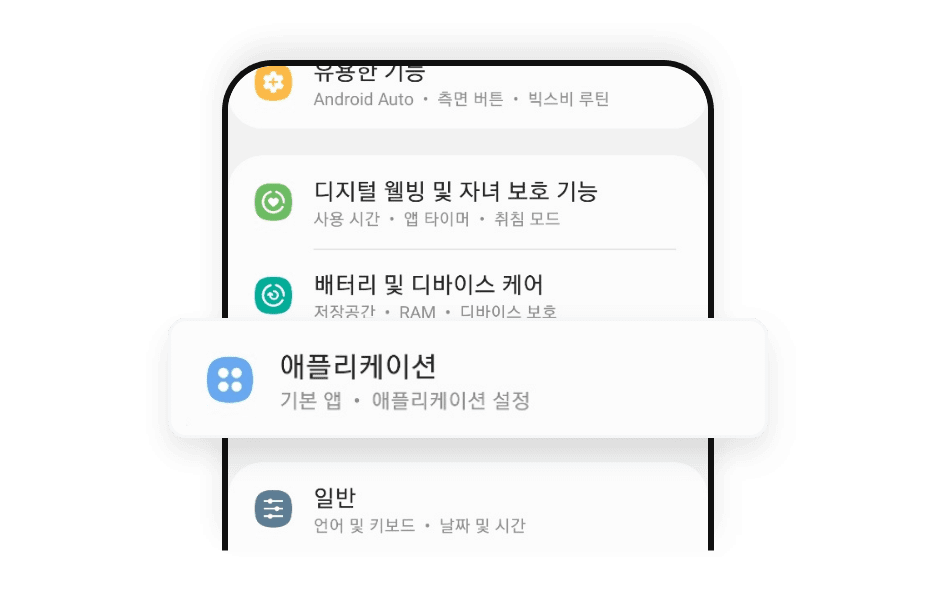 유용한 기능
Android Auto • 측면 버튼 • 빅스비 루틴
디지털 웰빙 및 자녀 보호 기능
사용 시간 • 앱 타이머 • 취침 모드
배터리 및 디바이스 케어
저장공간 • RAM • 디바이스 보호
애플리케이션
기본 앱 • 애플리케이션 설정
일반
언어 및 키보드 • 날짜 및 시간